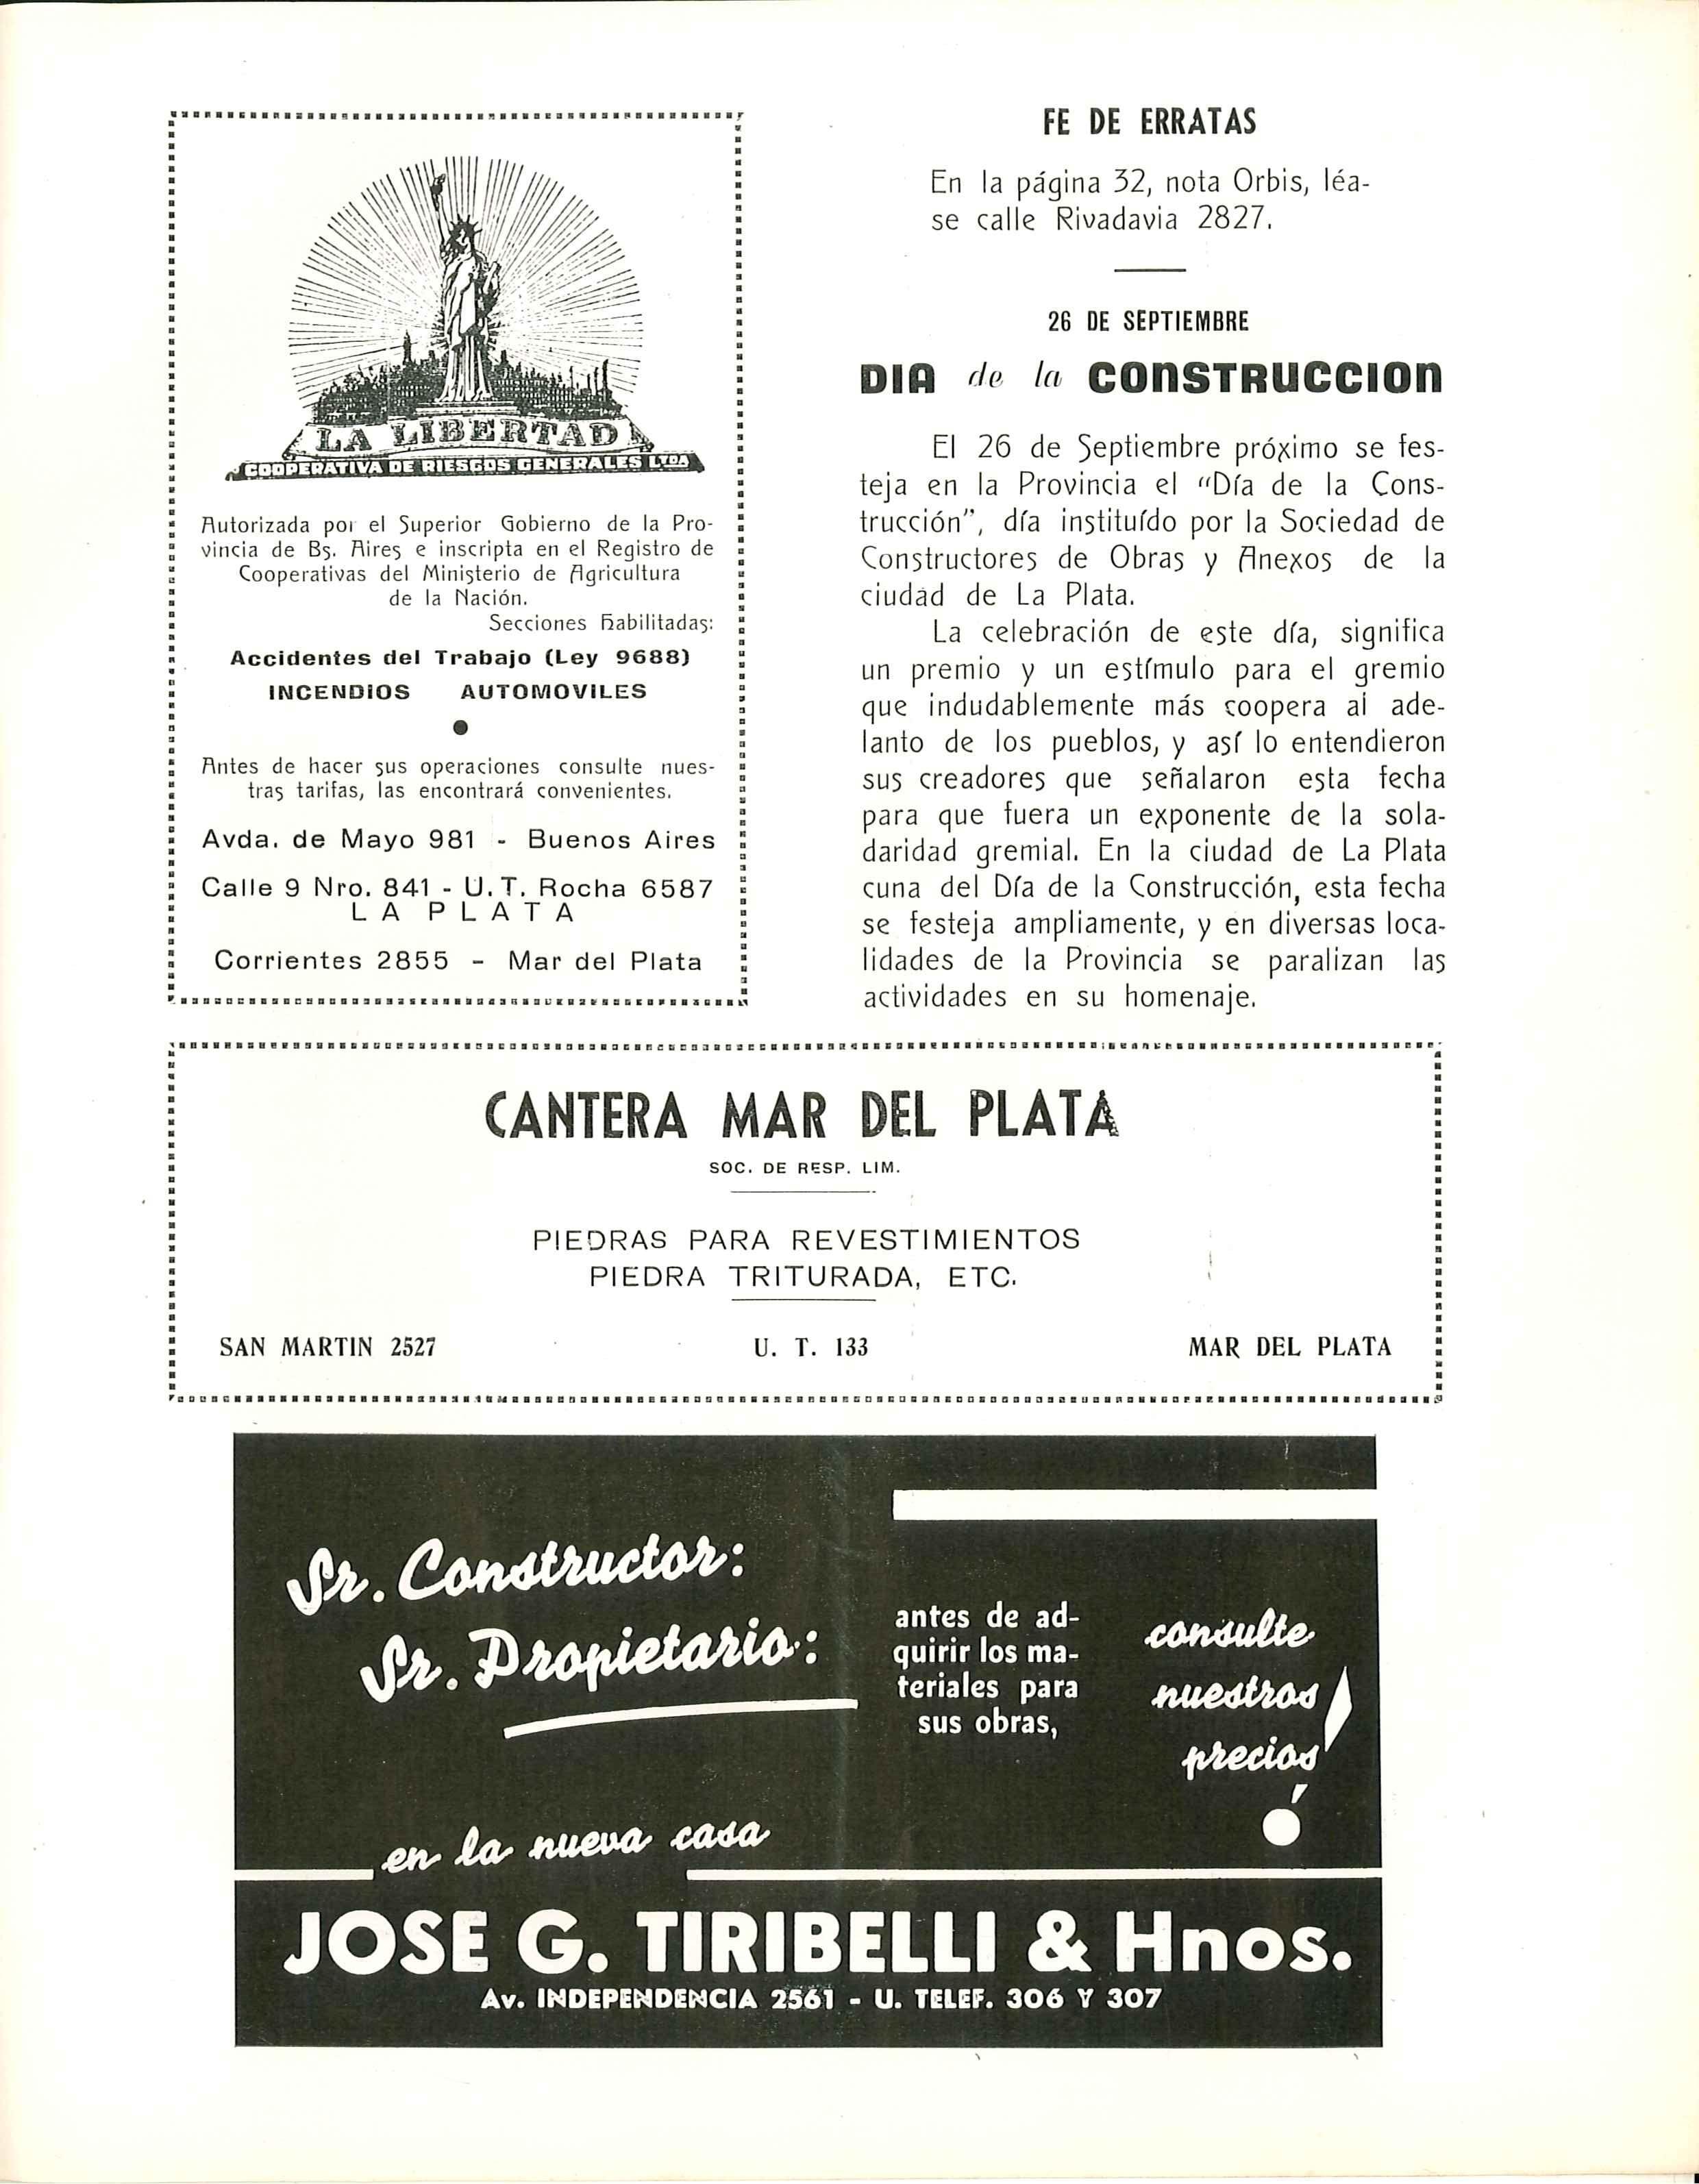 LA LIBERTAD
COOPERATIVA DE RIESGOS GENERALES LTDA
Autorizada por el Superior Gobierno de la Pro-
vincia de Bs. Aires e inscripta en el Registro de
Cooperativas del Ministerio de Agricultura
de la Nación.
Secciones habilitadas:
Accidentes del Trabajo (Ley 9688)
INCENDIOS AUTOMOVILES
Antes de hacer sus operaciones consulte nues-
tras tarifas, las encontrará convenientes.
Avda. de Mayo 981 - Buenos Aires
Calle 9 Nro. 841 - U. T. Rocha 6587
LA PLATA
Corrientes 2855 - Mar del Plata
FE DE ERRATAS
En la página 32, nota Orbis, léa-
se calle Rivadavia 2827.
26 DE SEPTIEMBRE
DIA de la CONSTRUCCION
El 26 de Septiembre próximo se fes-
teja en la Provincia el "Día de la Cons-
trucción", día instituído por la Sociedad de
Constructores de Obras y Anexos de la
ciudad de La Plata.
La celebración de este día, significa
un premio y un estímulo para el gremio
que indudablemente más coopera al ade-
lanto de los pueblos, y así lo entendieron
sus creadores que señalaron esta fecha
para que fuera un exponente de la sola-
daridad gremial. En la ciudad de La Plata
cuna del Día de la Construcción, esta fecha
se festeja ampliamente, y en diversas loca-
lidades de la Provincia se paralizan las
actividades en su homenaje.
CANTERA MAR DEL PLATA
SOC. DE RESP. LIM.
PIEDRAS PARA REVESTIMIENTOS
PIEDRA TRITURADA, ETC.
SAN MARTIN 2527 U. T. 133 MAR DEL PLATA
Sr. Constructor:
Sr. Propietario:
antes de ad-
quirir los ma-
teriales para
sus obras,
consulte
nuestros
precios!
en la nueva casa
JOSE G. TIRIBELLI & Hnos.
Av. INDEPENDENCIA 2561 - U. TELEF. 306 Y 307